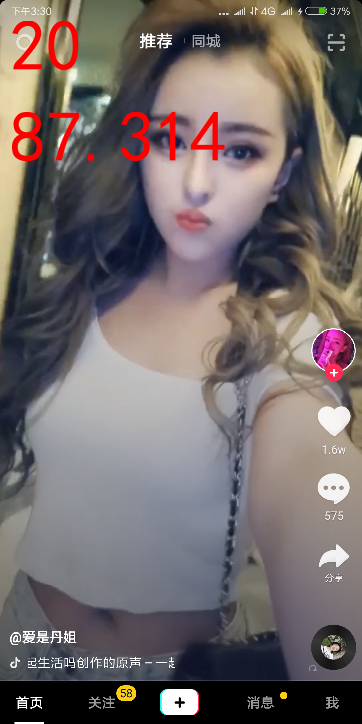 下午3:30
4G
37%
20
推荐
同城
87.314
1.6w
575
分享
@爱是丹姐
起生活吗创作的原声 – 一起
首页
关注
58
消息
我